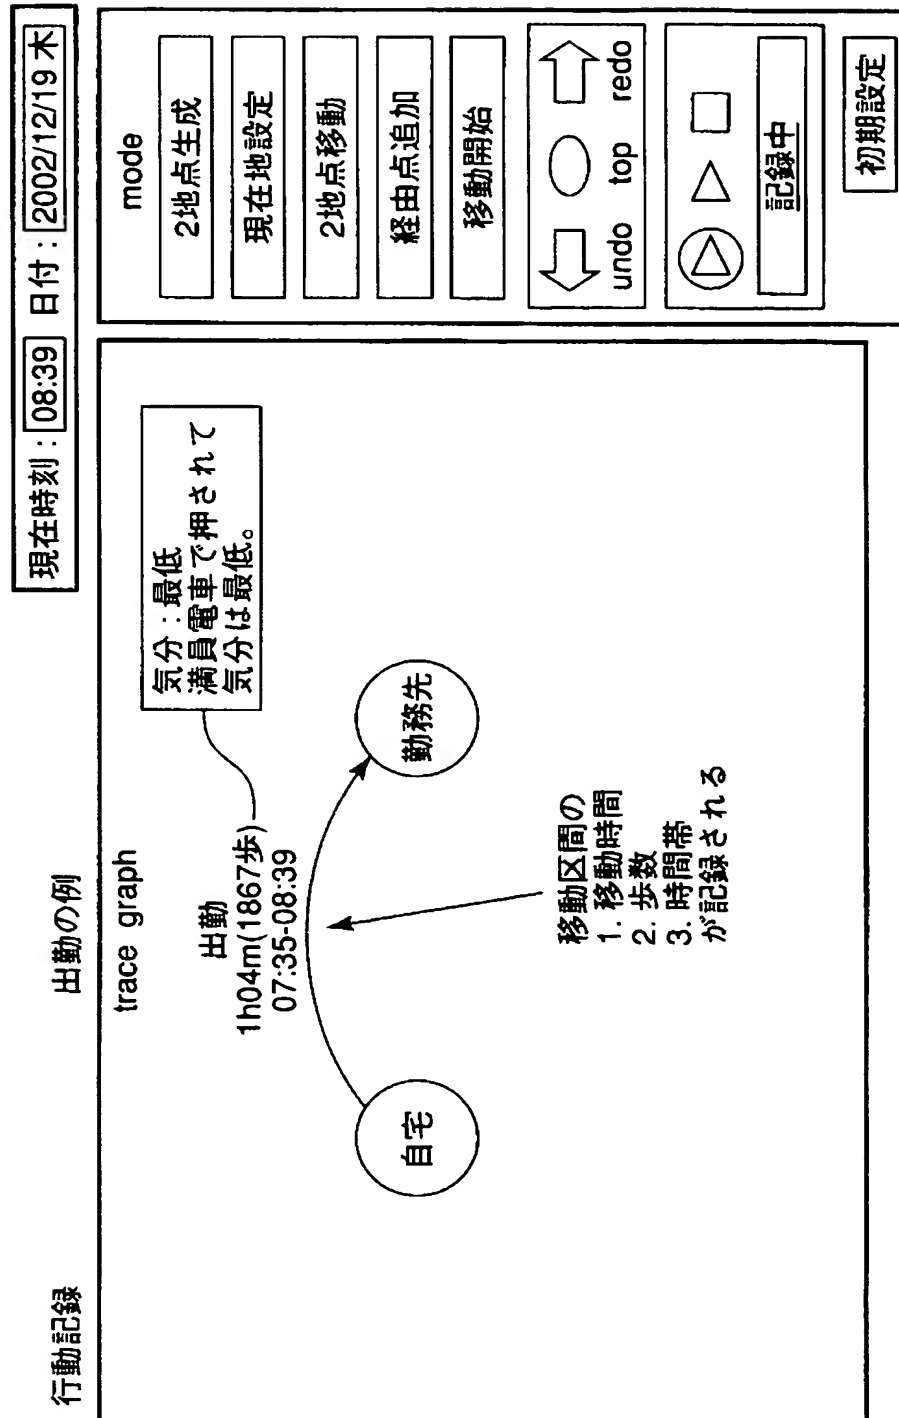 行動記録
出勤の例
現在時刻：08:39 日付：2002/12/19 木
trace graph
出勤
1h04m(1867歩)
07:35-08:39
気分：最低
満員電車で押されて
気分は最低。
自宅
勤務先
移動区間の
1. 移動時間
2. 歩数
3. 時間帯
が記録される
mode
2地点生成
現在地設定
2地点移動
経由点追加
移動開始
undo top redo
記録中
初期設定